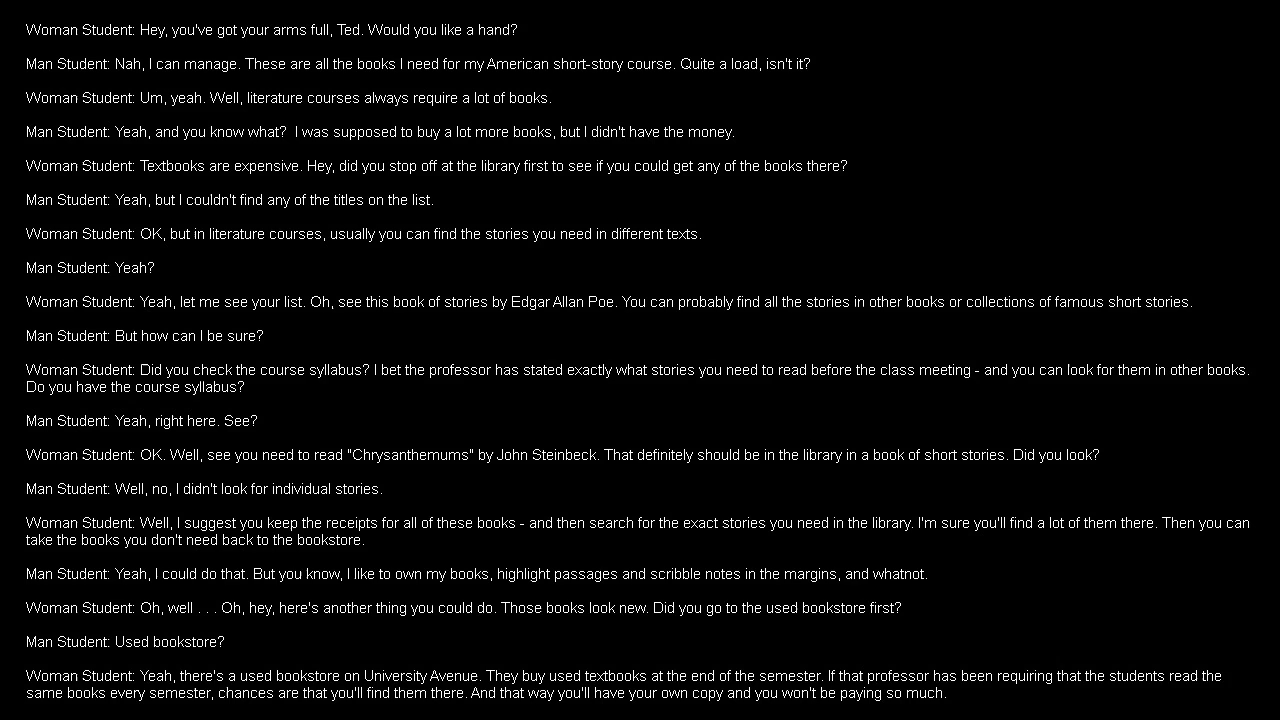 Woman Student: Hey, you've got your arms full, Ted. Would you like a hand?
Man Student: Nah, I can manage. These are all the books I need for my American short-story course. Quite a load, isn't it?
Woman Student: Um, yeah. Well, literature courses always require a lot of books.
Man Student: Yeah, and you know what?  I was supposed to buy a lot more books, but I didn't have the money.
Woman Student: Textbooks are expensive. Hey, did you stop off at the library first to see if you could get any of the books there?
Man Student: Yeah, but I couldn't find any of the titles on the list.
Woman Student: OK, but in literature courses, usually you can find the stories you need in different texts.
Man Student: Yeah?
Woman Student: Yeah, let me see your list. Oh, see this book of stories by Edgar Allan Poe. You can probably find all the stories in other books or collections of famous short stories.
Man Student: But how can I be sure?
Woman Student: Did you check the course syllabus? I bet the professor has stated exactly what stories you need to read before the class meeting - and you can look for them in other books.
Do you have the course syllabus?
Man Student: Yeah, right here. See?
Woman Student: OK. Well, see you need to read "Chrysanthemums" by John Steinbeck. That definitely should be in the library in a book of short stories. Did you look?
Man Student: Well, no, I didn't look for individual stories.
Woman Student: Well, I suggest you keep the receipts for all of these books - and then search for the exact stories you need in the library. I'm sure you'll find a lot of them there. Then you can
take the books you don't need back to the bookstore.
Man Student: Yeah, I could do that. But you know, I like to own my books, highlight passages and scribble notes in the margins, and whatnot.
Woman Student: Oh, well . . . Oh, hey, here's another thing you could do. Those books look new. Did you go to the used bookstore first?
Man Student: Used bookstore?
Woman Student: Yeah, there's a used bookstore on University Avenue. They buy used textbooks at the end of the semester. If that professor has been requiring that the students read the
same books every semester, chances are that you'll find them there. And that way you'll have your own copy and you won't be paying so much.